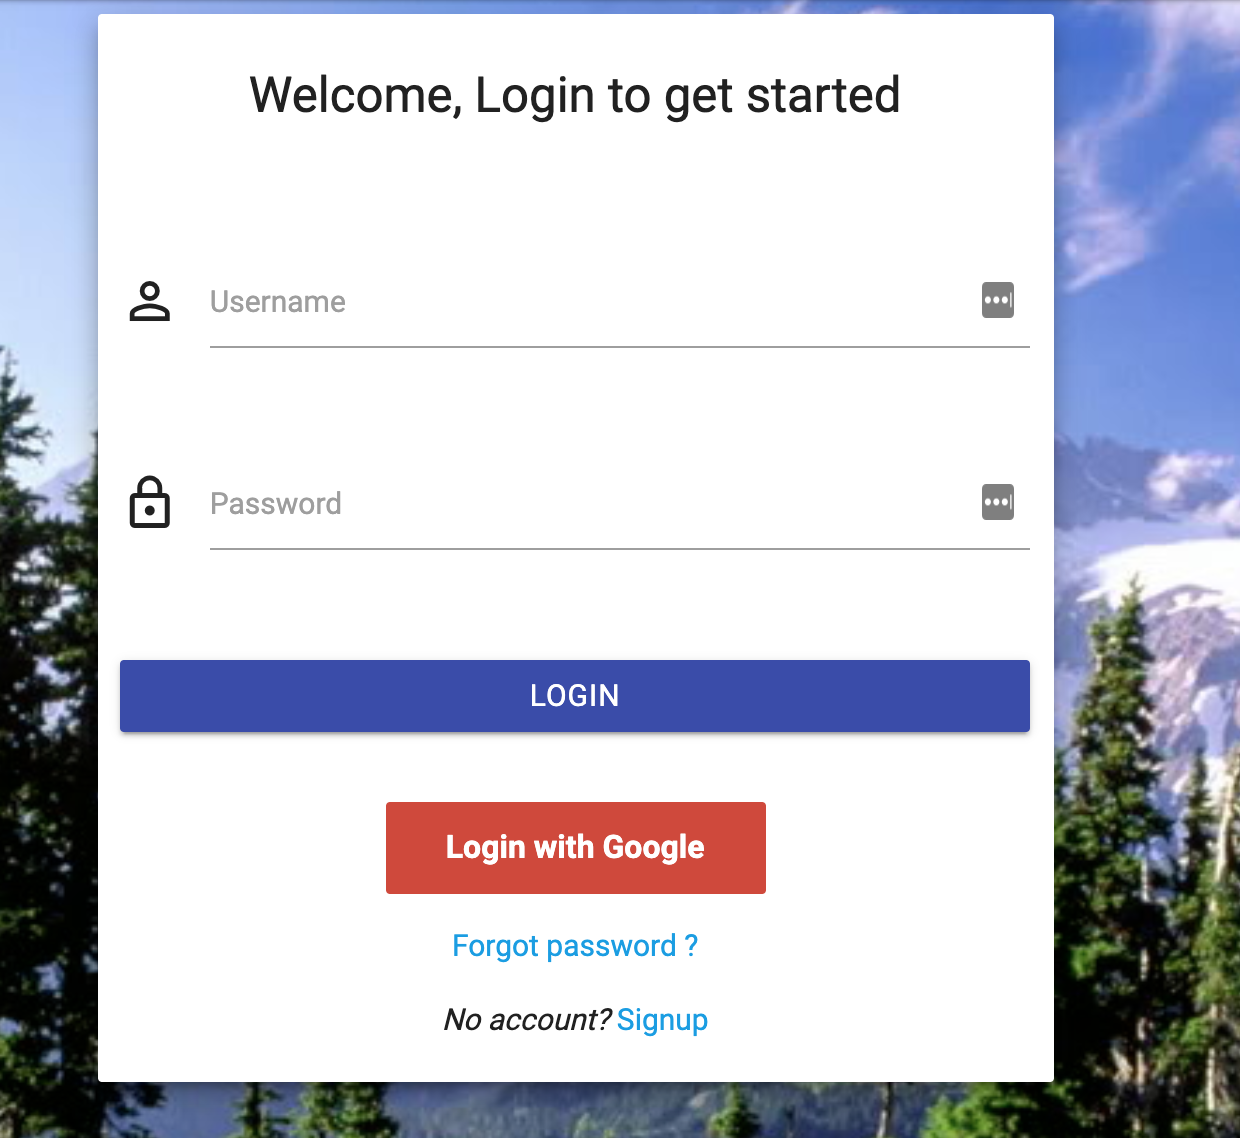 Welcome, Login to get started
Username
Password
LOGIN
Login with Google
Forgot password ?
No account? Signup